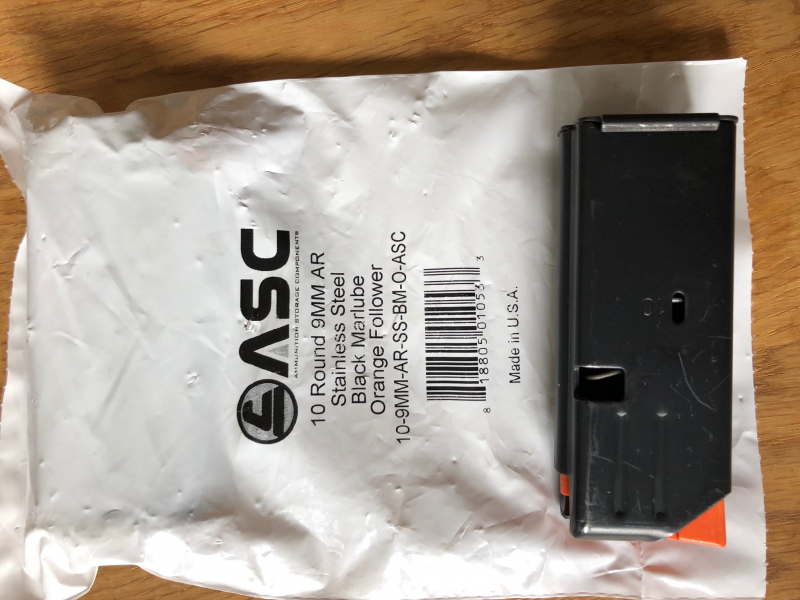 ASC
AMMUNITION STORAGE COMPONENTS
10 Round 9MM AR
Stainless Steel
Black Marlube
Orange Follower
10-9MM-AR-SS-BM-O-ASC
8 18805 01053 3
Made in U.S.A.
10